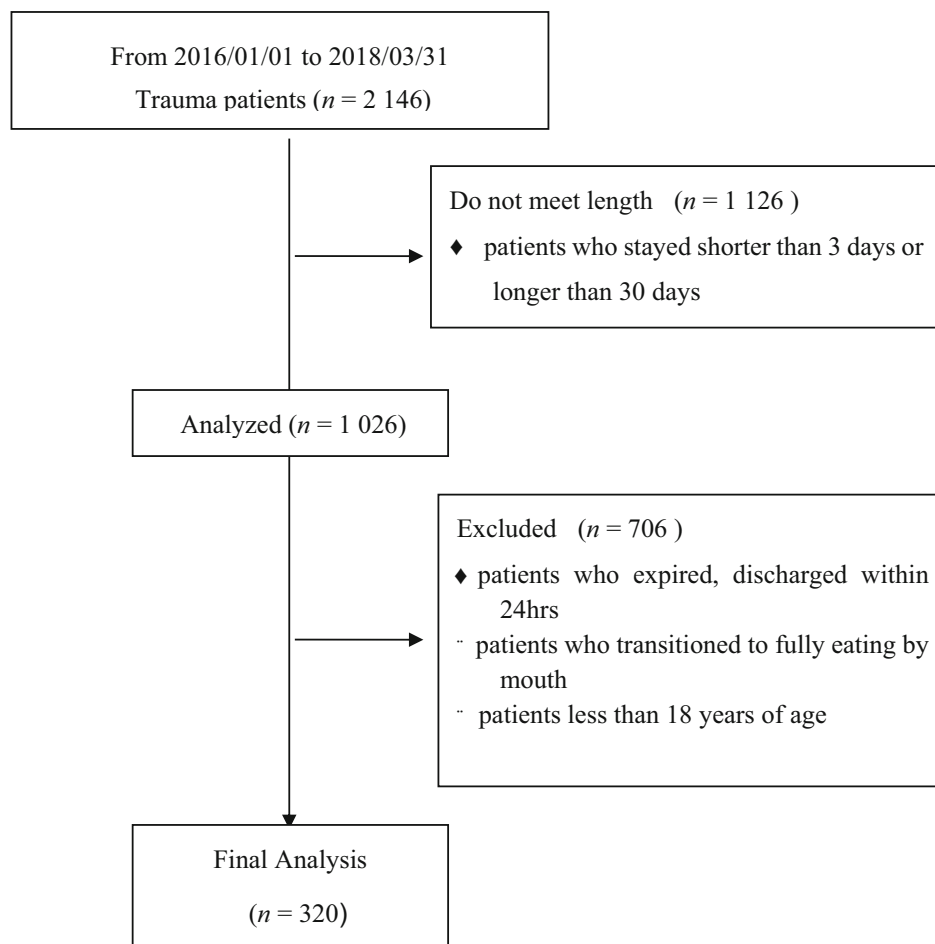 From 2016/01/01 to 2018/03/31
Trauma patients (n = 2 146)
Do not meet length (n = 1 126 )
♦ patients who stayed shorter than 3 days or
longer than 30 days
Analyzed (n = 1 026)
Excluded (n = 706 )
♦ patients who expired, discharged within
24hrs
¨ patients who transitioned to fully eating by
mouth
¨ patients less than 18 years of age
Final Analysis
(n = 320)